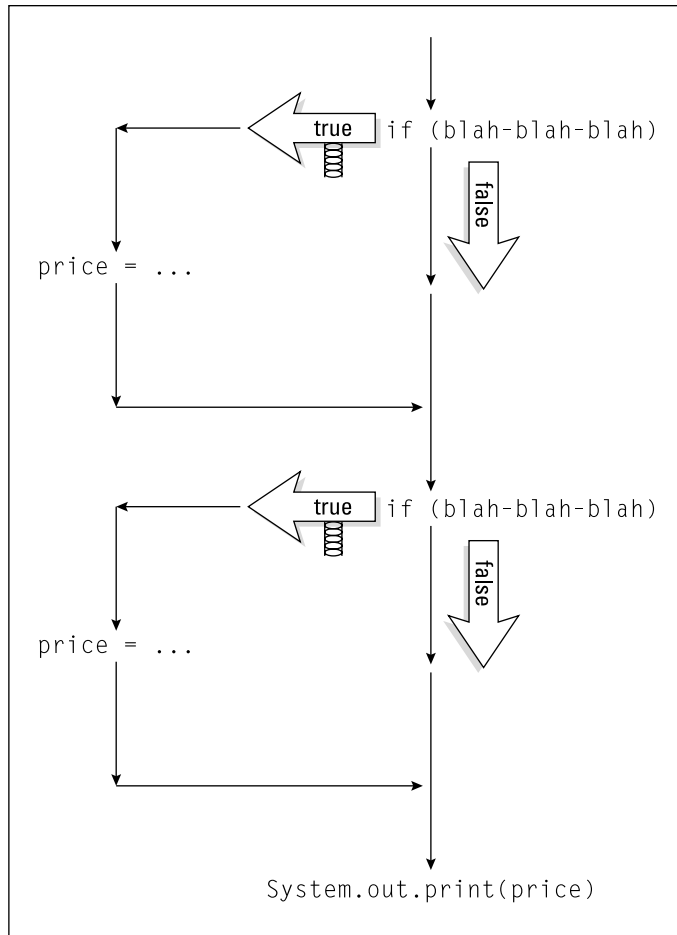 true if (blah-blah-blah)
false
price = ...
true if (blah-blah-blah)
false
price = ...
System.out.print(price)